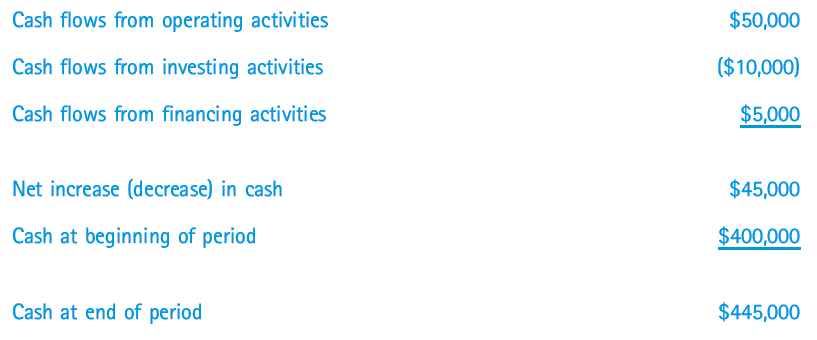 Cash flows from operating activities $50,000
Cash flows from investing activities ($10,000)
Cash flows from financing activities $5,000
Net increase (decrease) in cash $45,000
Cash at beginning of period $400,000
Cash at end of period $445,000